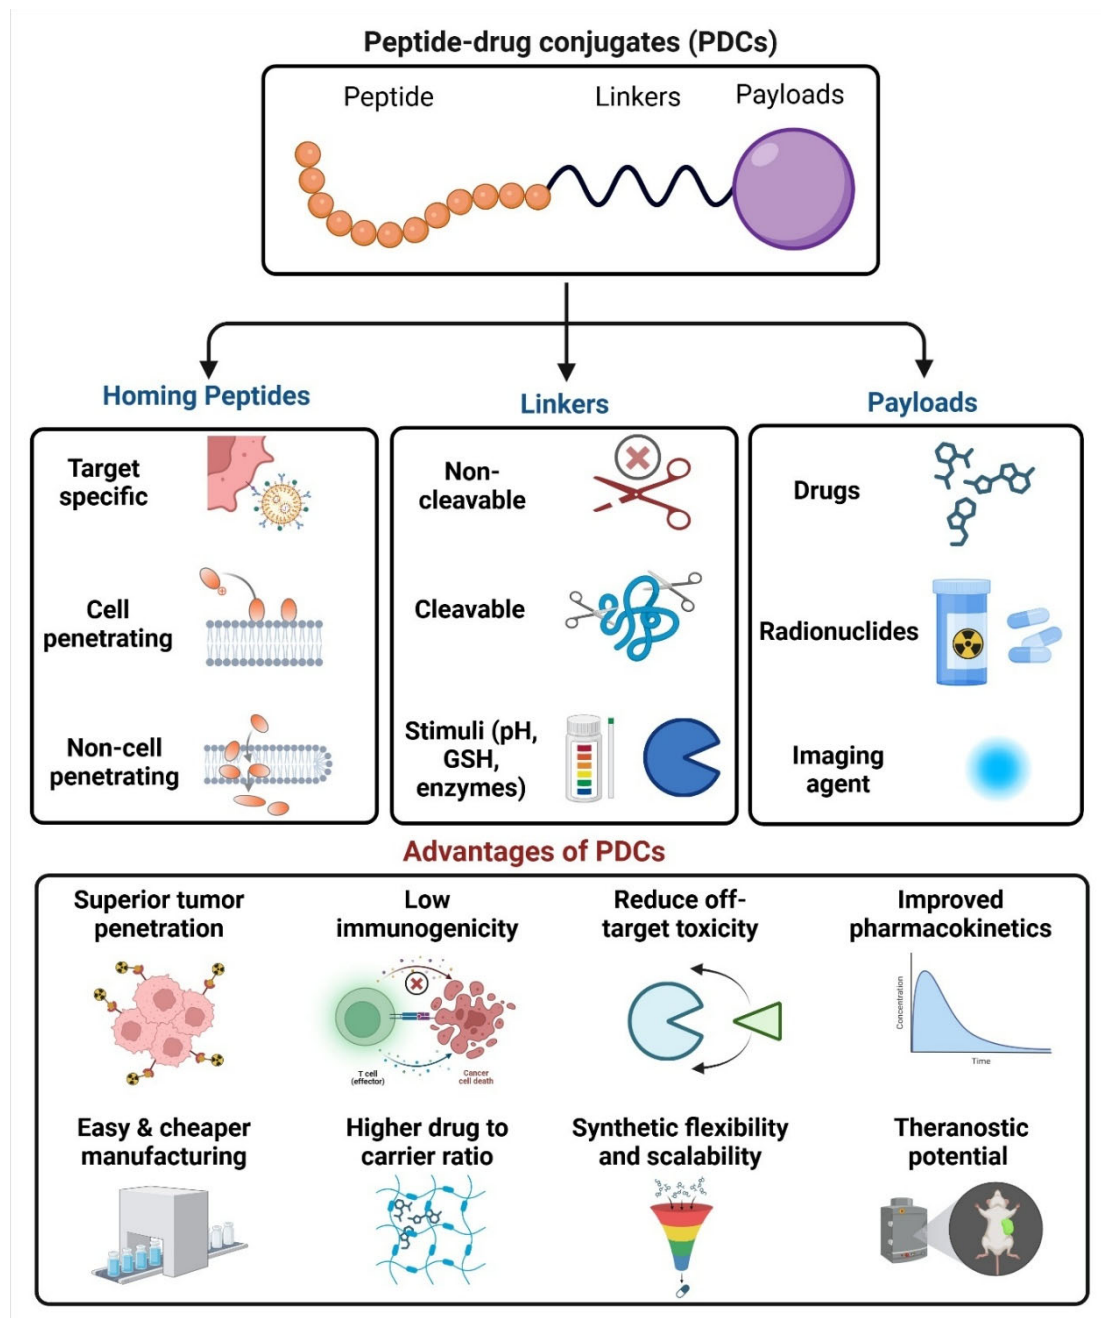 Peptide-drug conjugates (PDCs)
Peptide
Linkers
Payloads
Homing Peptides
Target
specific
Cell
penetrating
Non-cell
penetrating
Linkers
Non-
cleavable
Cleavable
Stimuli (pH,
GSH,
enzymes)
Payloads
Drugs
Radionuclides
Imaging
agent
Advantages of PDCs
Superior tumor
penetration
Low
immunogenicity
T cell
(effector)
Cancer
cell death
Reduce off-
target toxicity
Improved
pharmacokinetics
Concentration
Time
Easy & cheaper
manufacturing
Higher drug to
carrier ratio
Synthetic flexibility
and scalability
Theranostic
potential